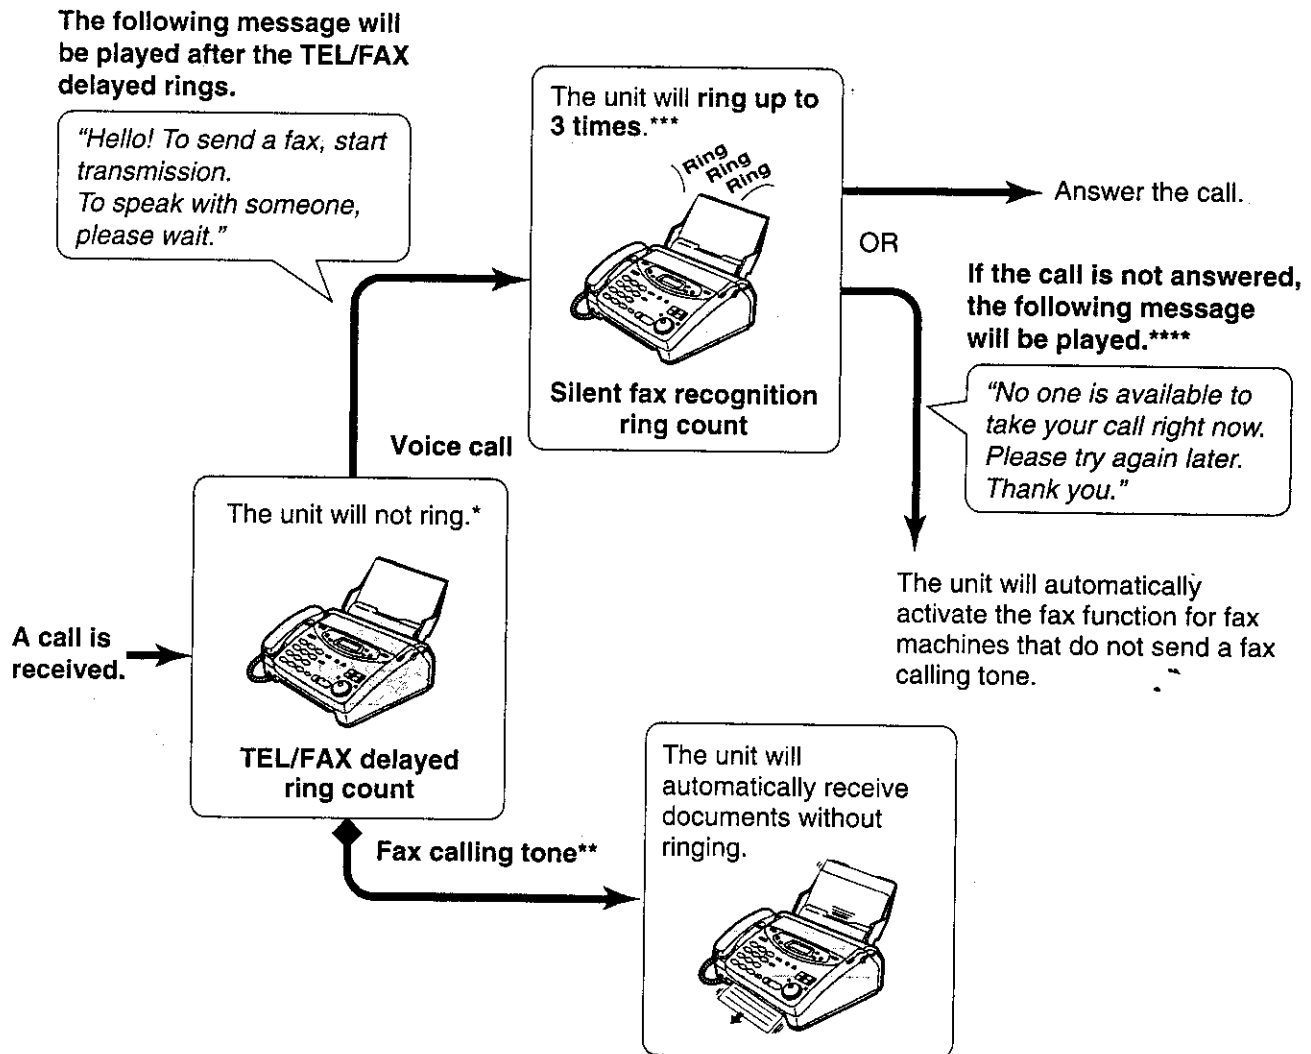 The following message will
be played after the TEL/FAX
delayed rings.
"Hello! To send a fax, start
transmission.
To speak with someone,
please wait."
The unit will ring up to
3 times.***
Ring
Ring
Ring
Silent fax recognition
ring count
Answer the call.
OR
If the call is not answered,
the following message
will be played.****
"No one is available to
take your call right now.
Please try again later.
Thank you."
The unit will automatically
activate the fax function for fax
machines that do not send a fax
calling tone.
Voice call
The unit will not ring.*
A call is
received.
TEL/FAX delayed
ring count
Fax calling tone**
The unit will
automatically receive
documents without
ringing.